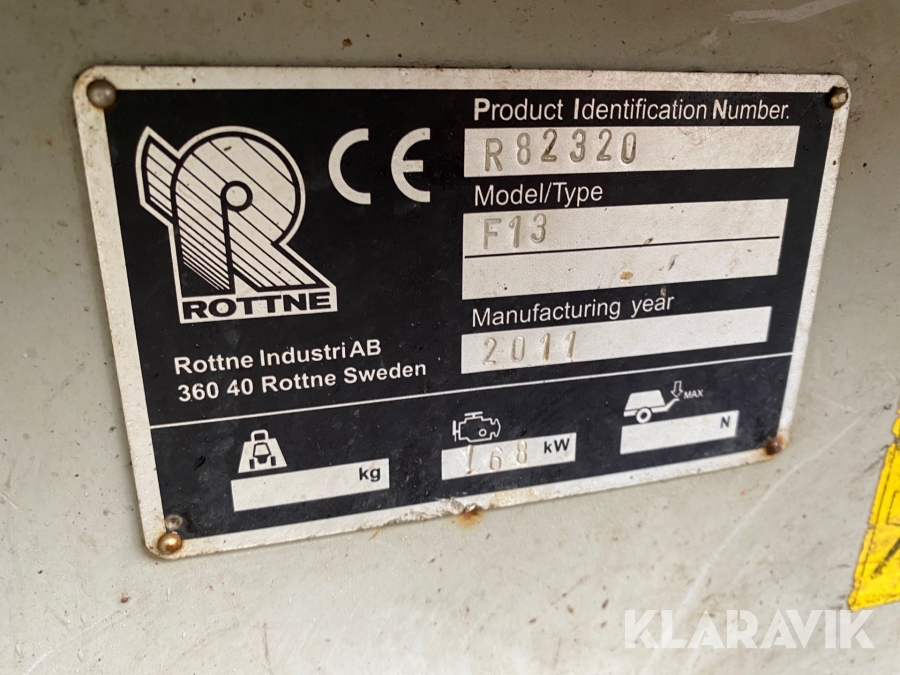 Product Identification Number.
R82320
Model/Type
F13
Manufacturing year
2011
CE
ROTTNE
Rottne Industri AB
360 40 Rottne Sweden
kg
168 kW
MAX
N
KLARAVIK